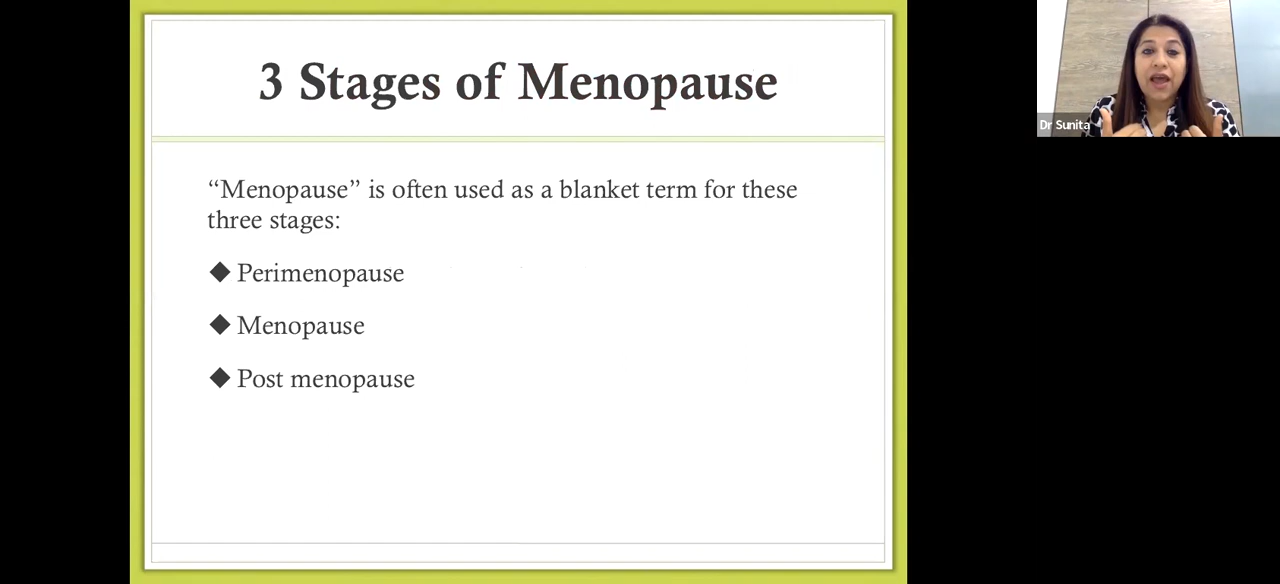 3 Stages of Menopause
“Menopause” is often used as a blanket term for these
three stages:
◆ Perimenopause
◆ Menopause
◆ Post menopause
Dr Sunita